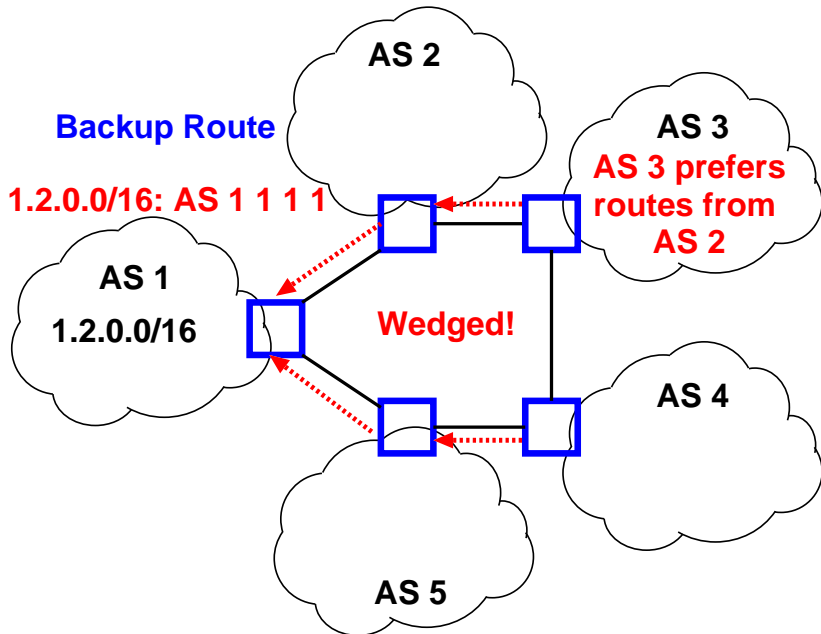 AS 2
Backup Route
AS 3
AS 3 prefers
routes from
AS 2
1.2.0.0/16: AS 1 1 1 1
AS 1
1.2.0.0/16
Wedged!
AS 4
AS 5